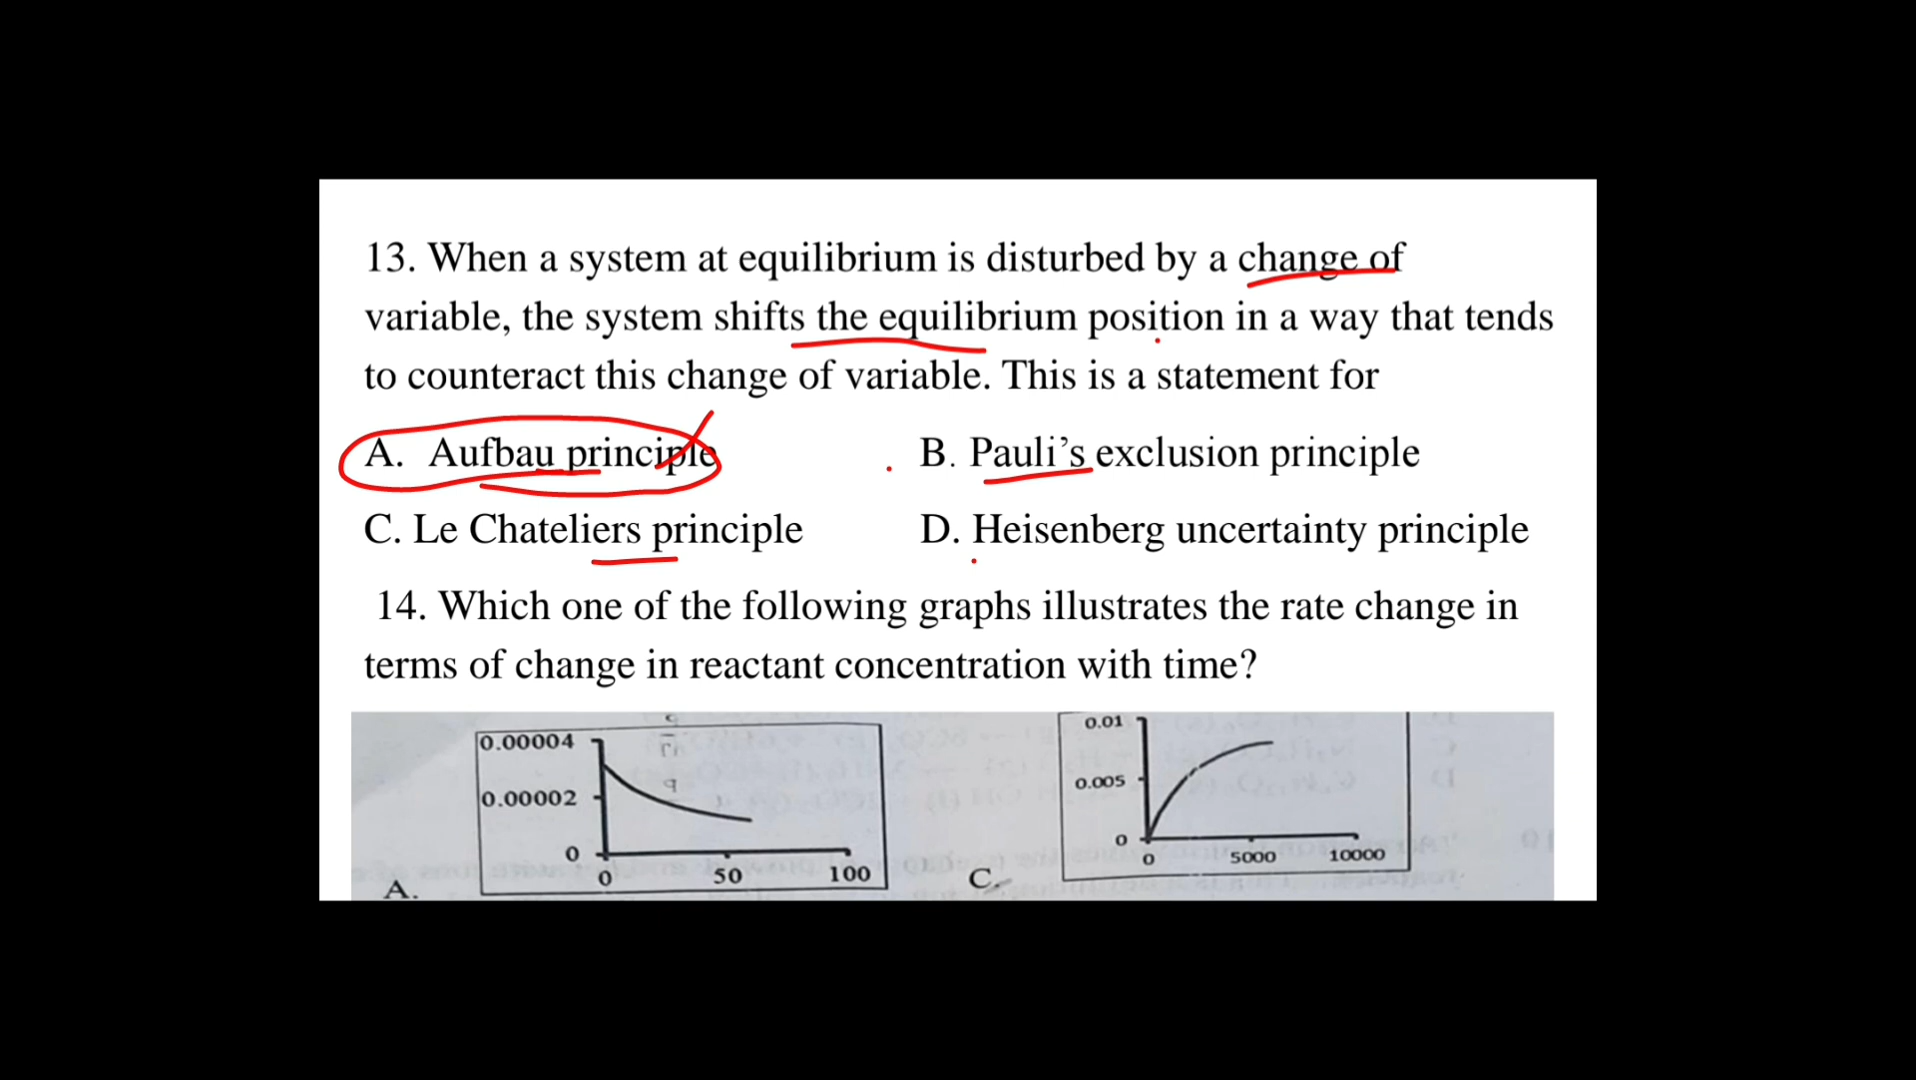 13. When a system at equilibrium is disturbed by a change of
variable, the system shifts the equilibrium position in a way that tends
to counteract this change of variable. This is a statement for
A. Aufbau principle B. Pauli’s exclusion principle
C. Le Chateliers principle D. Heisenberg uncertainty principle
14. Which one of the following graphs illustrates the rate change in
terms of change in reactant concentration with time?
0.00004
0.00002
0
0 50 100
A.
0.01
0.005
0
0 5000 10000
C.